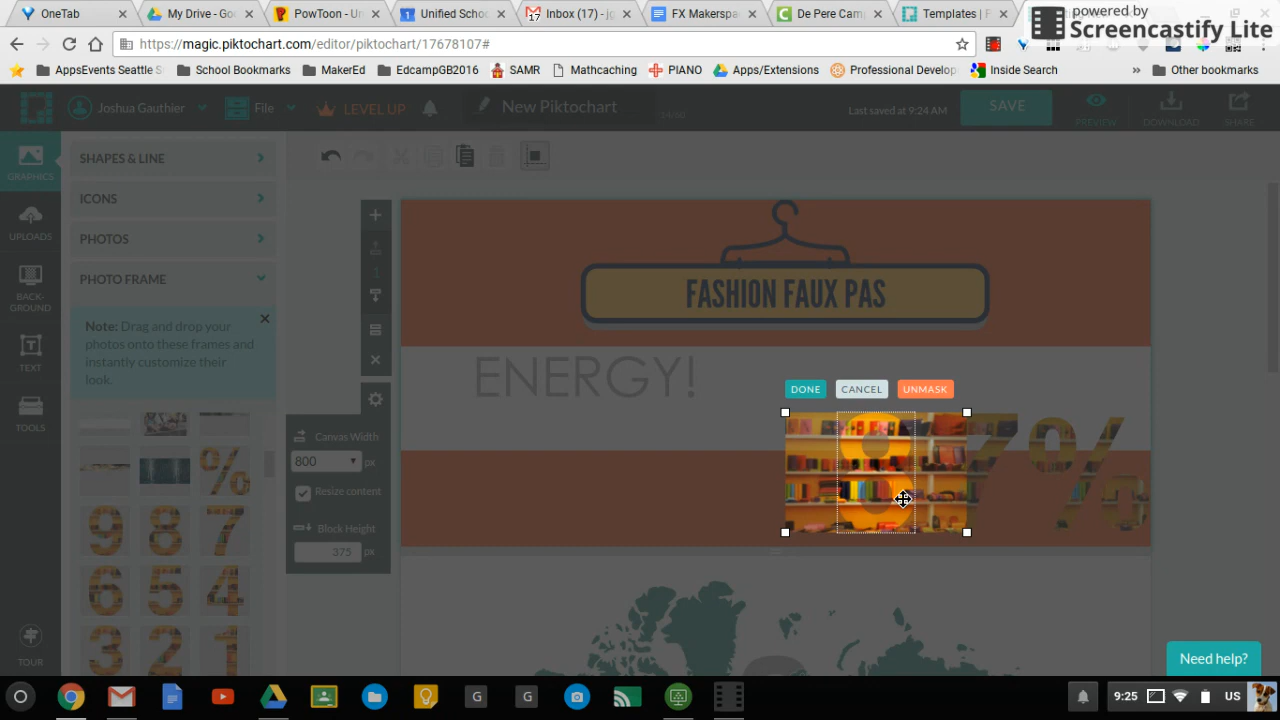 OneTab
My Drive - Go
PowToon -
Unified Scho
Inbox (17) -
FX Makerspa
De Pere Cam
Templates |
powered by
Screencastify Lite
https://magic.piktochart.com/editor/piktochart/17678167#
AppsEvents Seattle
School Bookmarks
MakerEd
EdcampGB2016
SAMR
Mathcaching
PIANO
Apps/Extensions
Professional Develop
Inside Search
»
Other bookmarks
Joshua Gauthier
File
LEVEL UP
New Piktochart
Last saved at 9:24 AM
SAVE
PREVIEW
DOWNLOAD
SHARE
GRAPHICS
UPLOADS
BACK-
GROUND
TEXT
TOOLS
TOUR
SHAPES & LINE
ICONS
PHOTOS
PHOTO FRAME
Note: Drag and drop your
photos onto these frames and
instantly customize their
look.
%
9 8 7
6 5 4
3 2 1
1
Canvas Width
800 px
Resize content
Block Height
375 px
FASHION FAUX PAS
ENERGY!
DONE CANCEL UNMASK
87%
Need help?
9:25 US